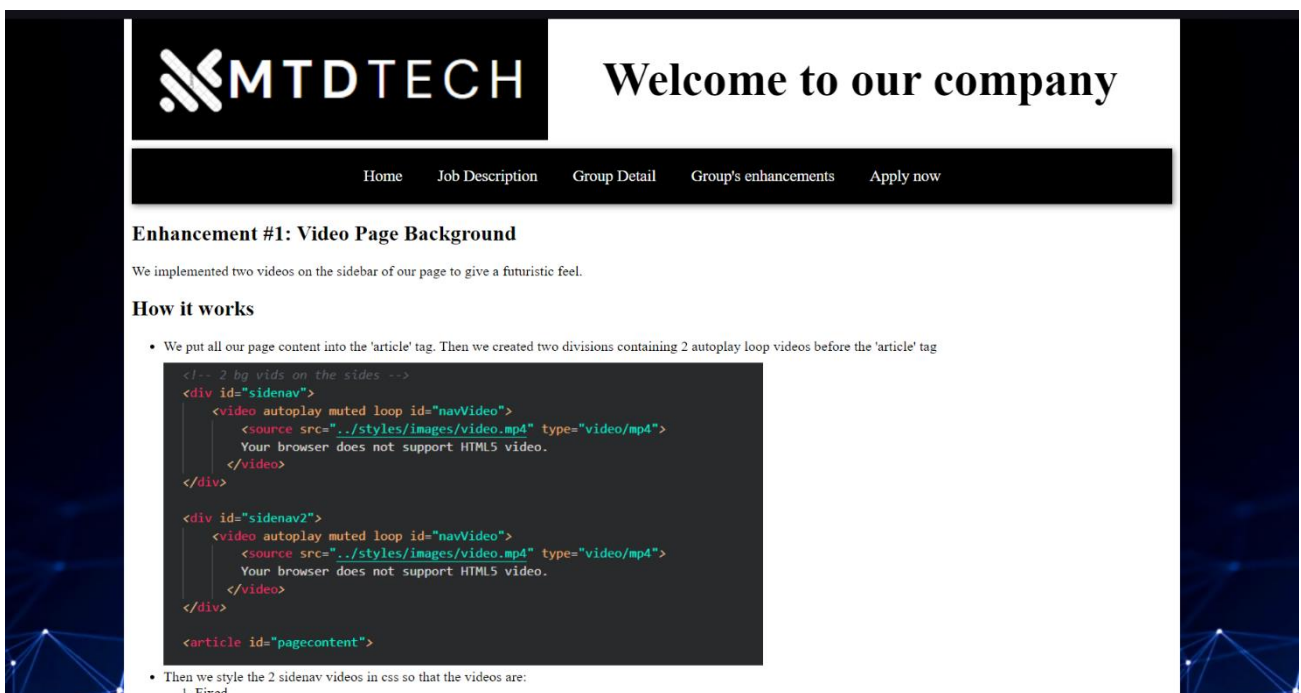 MTDTECH
Welcome to our company
Home Job Description Group Detail Group's enhancements Apply now
Enhancement #1: Video Page Background
We implemented two videos on the sidebar of our page to give a futuristic feel.
How it works
• We put all our page content into the 'article' tag. Then we created two divisions containing 2 autoplay loop videos before the 'article' tag
<!-- 2 bg vids on the sides -->
<div id="sidenav">
<video autoplay muted loop id="navVideo">
<source src="../styles/images/video.mp4" type="video/mp4">
Your browser does not support HTML5 video.
</video>
</div>
<div id="sidenav2">
<video autoplay muted loop id="navVideo">
<source src="../styles/images/video.mp4" type="video/mp4">
Your browser does not support HTML5 video.
</video>
</div>
<article id="pagecontent">
• Then we style the 2 sidenav videos in css so that the videos are:
1. Fixed